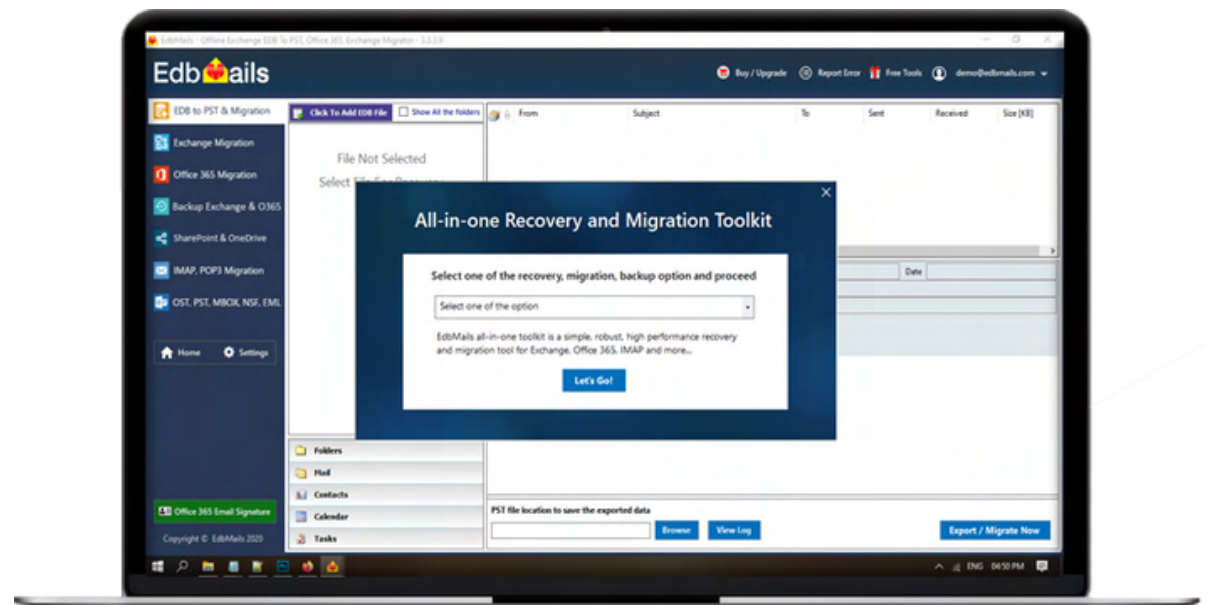 EdbMails - Offline Exchange EDB To PST, Office 365, Exchange Migrator - 3.3.3.9
Edb ails
Buy / Upgrade
Report Error
Free Tools
demo@edbmails.com
EDB to PST & Migration
Exchange Migration
Office 365 Migration
Backup Exchange & O365
SharePoint & OneDrive
IMAP, POP3 Migration
OST, PST, MBOX, NSF, EML
Home
Settings
Office 365 Email Signature
Copyright © EdbMails 2020
Click To Add EDB File
Show All the folders
File Not Selected
Select File For Recovery
From
Subject
To
Sent
Received
Size [KB]
All-in-one Recovery and Migration Toolkit
Select one of the recovery, migration, backup option and proceed
Select one of the option
EdbMails all-in-one toolkit is a simple, robust, high performance recovery
and migration tool for Exchange, Office 365, IMAP and more...
Let's Go!
Date
Folders
Mail
Contacts
Calendar
Tasks
PST file location to save the exported data
Browse
View Log
Export / Migrate Now
ENG
04:50 PM